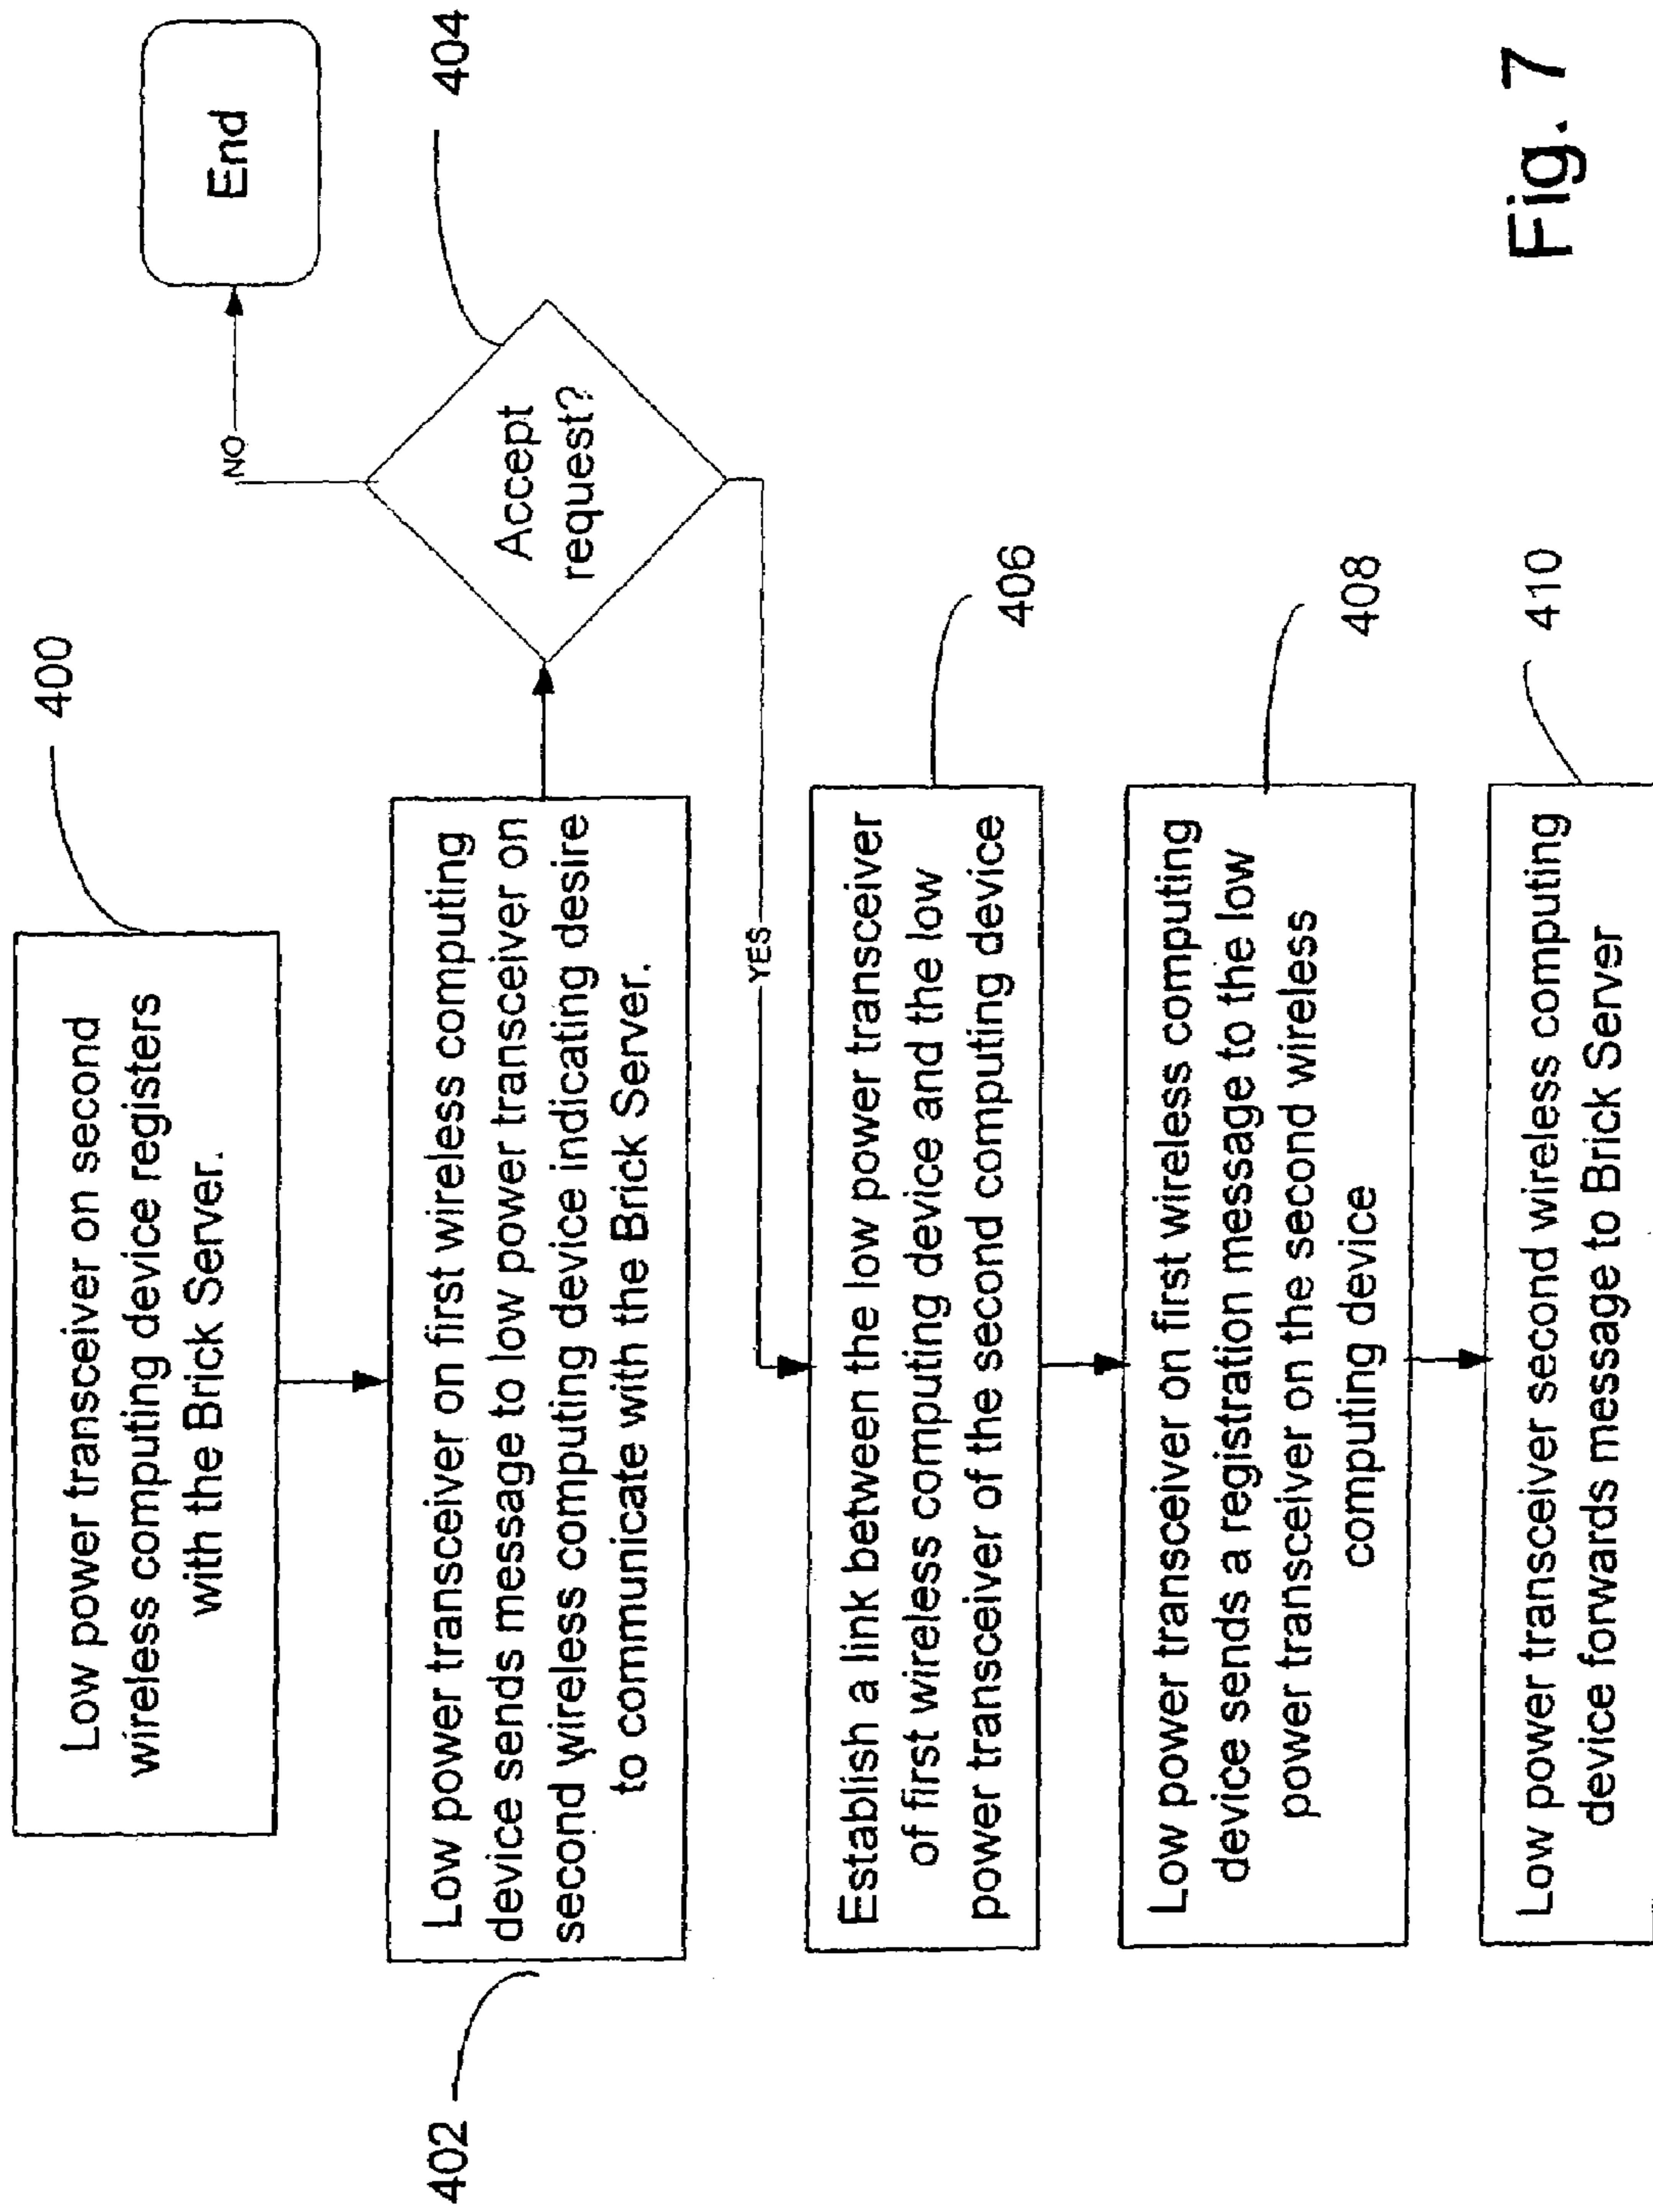 400
Low power transceiver on second
wireless computing device registers
with the Brick Server.
402
Low power transceiver on first wireless computing
device sends message to low power transceiver on
second wireless computing device indicating desire
to communicate with the Brick Server.
404
Accept
request?
NO
End
YES
406
Establish a link between the low power transceiver
of first wireless computing device and the low
power transceiver of the second computing device
408
Low power transceiver on first wireless computing
device sends a registration message to the low
power transceiver on the second wireless
computing device
410
Low power transceiver second wireless computing
device forwards message to Brick Server
Fig. 7